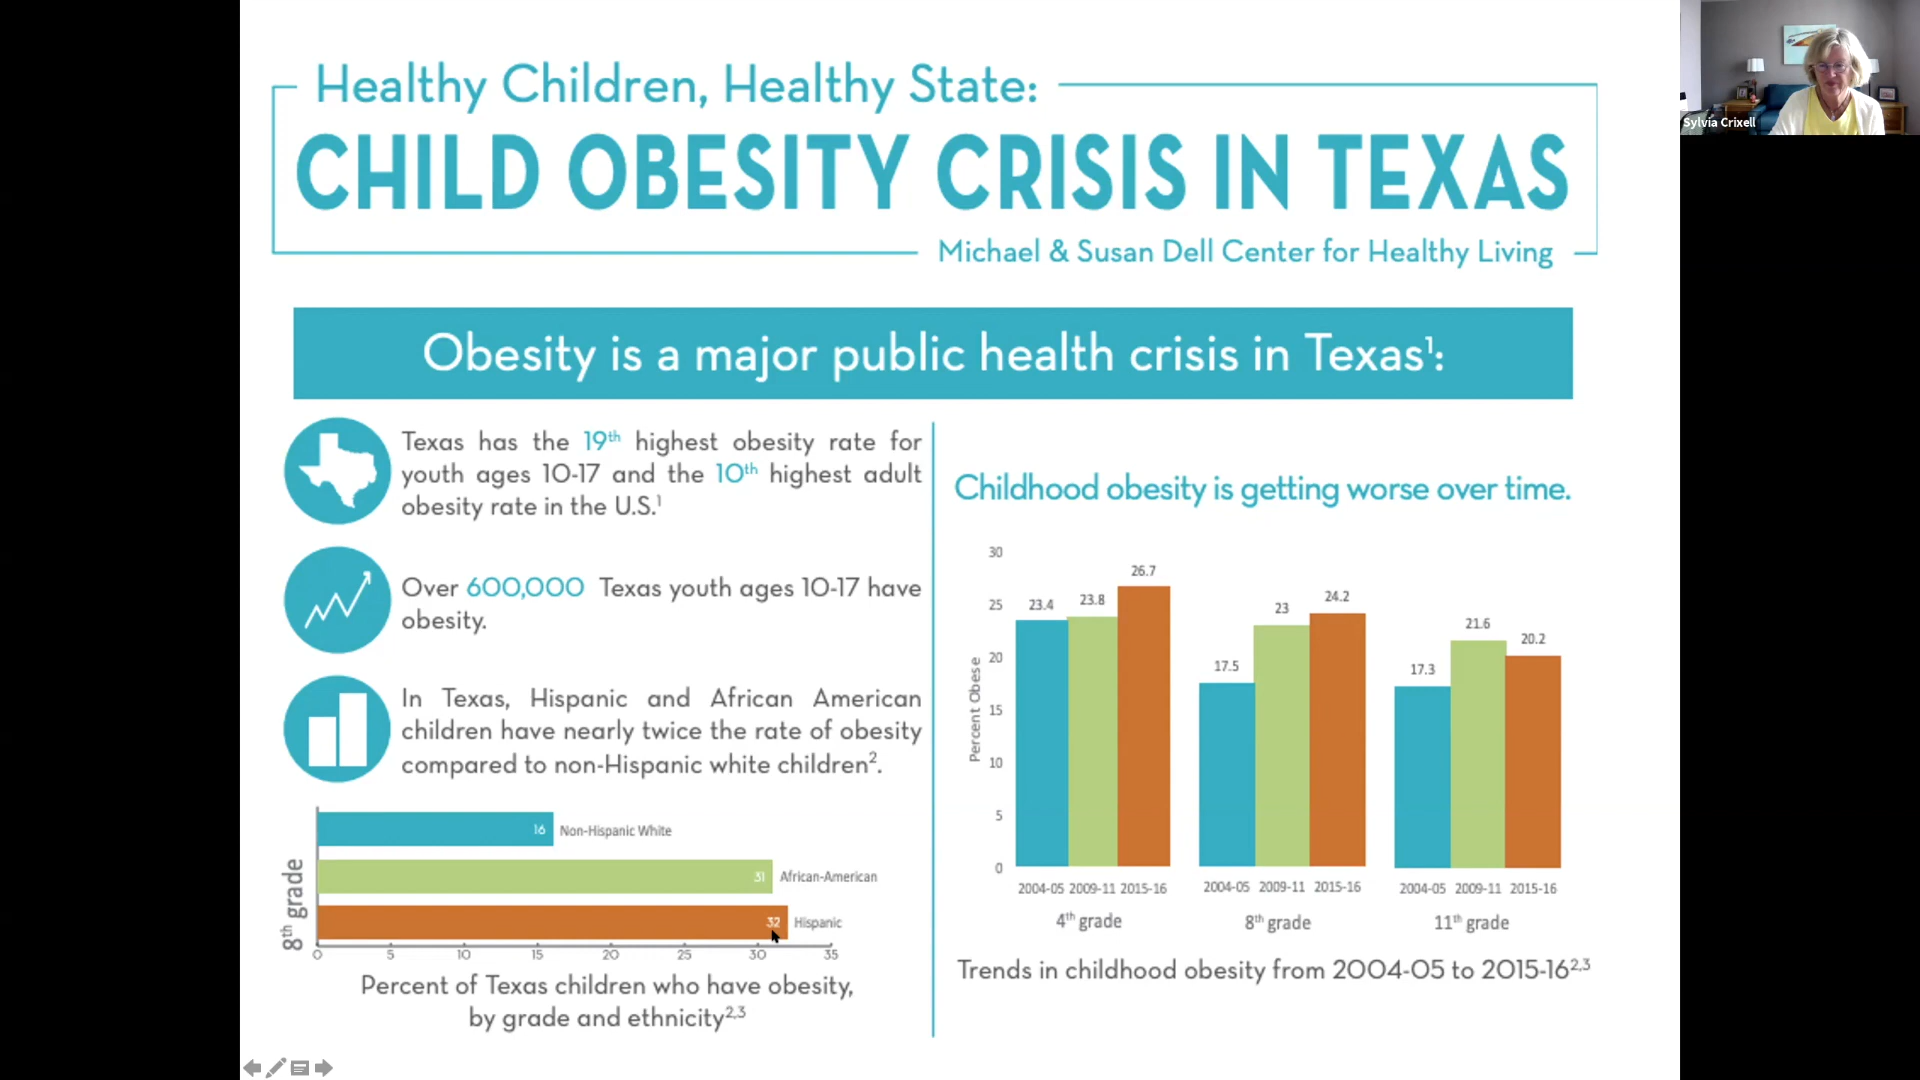 Healthy Children, Healthy State:
CHILD OBESITY CRISIS IN TEXAS
Michael & Susan Dell Center for Healthy Living
Sylvia Crixell
Obesity is a major public health crisis in Texas¹:
Texas has the 19th highest obesity rate for
youth ages 10-17 and the 10th highest adult
obesity rate in the U.S.¹
Over 600,000 Texas youth ages 10-17 have
obesity.
In Texas, Hispanic and African American
children have nearly twice the rate of obesity
compared to non-Hispanic white children².
8th grade
16 Non-Hispanic White
31 African-American
32 Hispanic
0 5 10 15 20 25 30 35
Percent of Texas children who have obesity,
by grade and ethnicity²,³
Childhood obesity is getting worse over time.
Percent Obese
30
25
20
15
10
5
0
23.4 23.8 26.7
17.5 23 24.2
17.3 21.6 20.2
2004-05 2009-11 2015-16 2004-05 2009-11 2015-16 2004-05 2009-11 2015-16
4th grade 8th grade 11th grade
Trends in childhood obesity from 2004-05 to 2015-16²,³